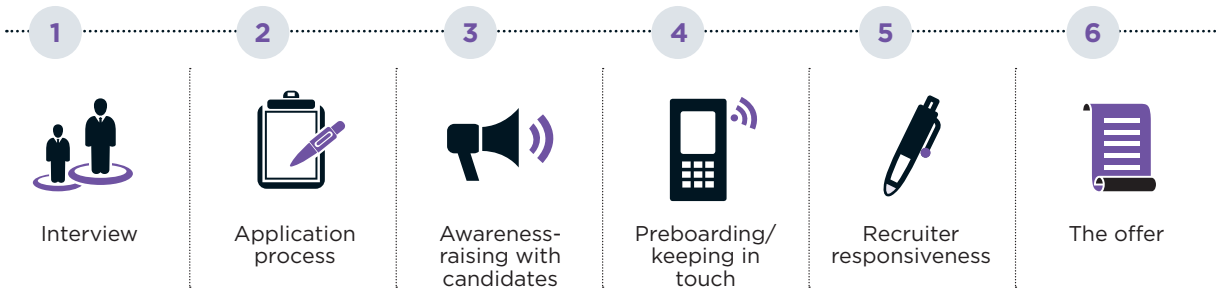 1
2
3
4
5
6
Interview
Application
process
Awareness-
raising with
candidates
Preboarding/
keeping in
touch
Recruiter
responsiveness
The offer